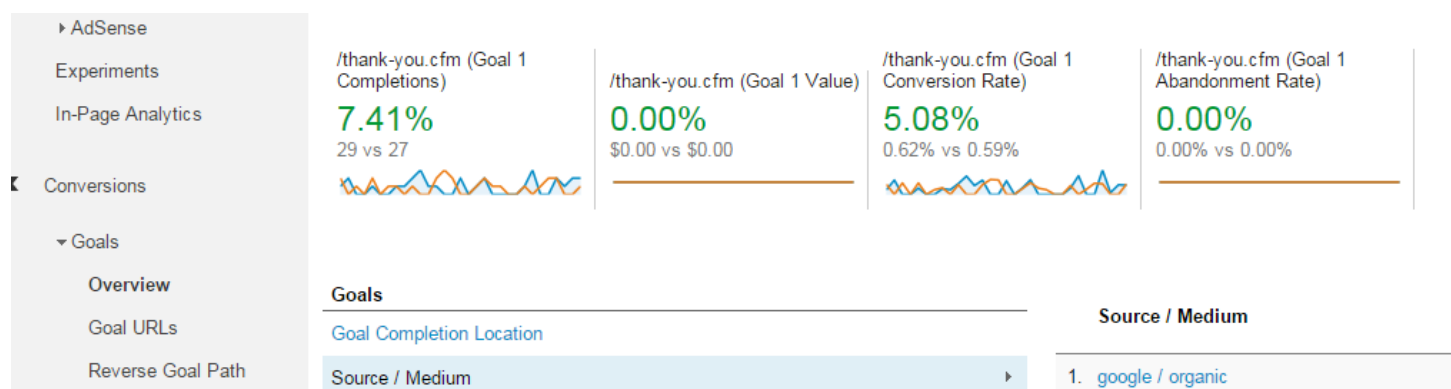 AdSense
Experiments
In-Page Analytics
Conversions
Goals
Overview
Goal URLs
Reverse Goal Path
/thank-you.cfm (Goal 1
Completions)
7.41%
29 vs 27
/thank-you.cfm (Goal 1 Value)
0.00%
$0.00 vs $0.00
/thank-you.cfm (Goal 1
Conversion Rate)
5.08%
0.62% vs 0.59%
/thank-you.cfm (Goal 1
Abandonment Rate)
0.00%
0.00% vs 0.00%
Goals
Goal Completion Location
Source / Medium
Source / Medium
1. google / organic